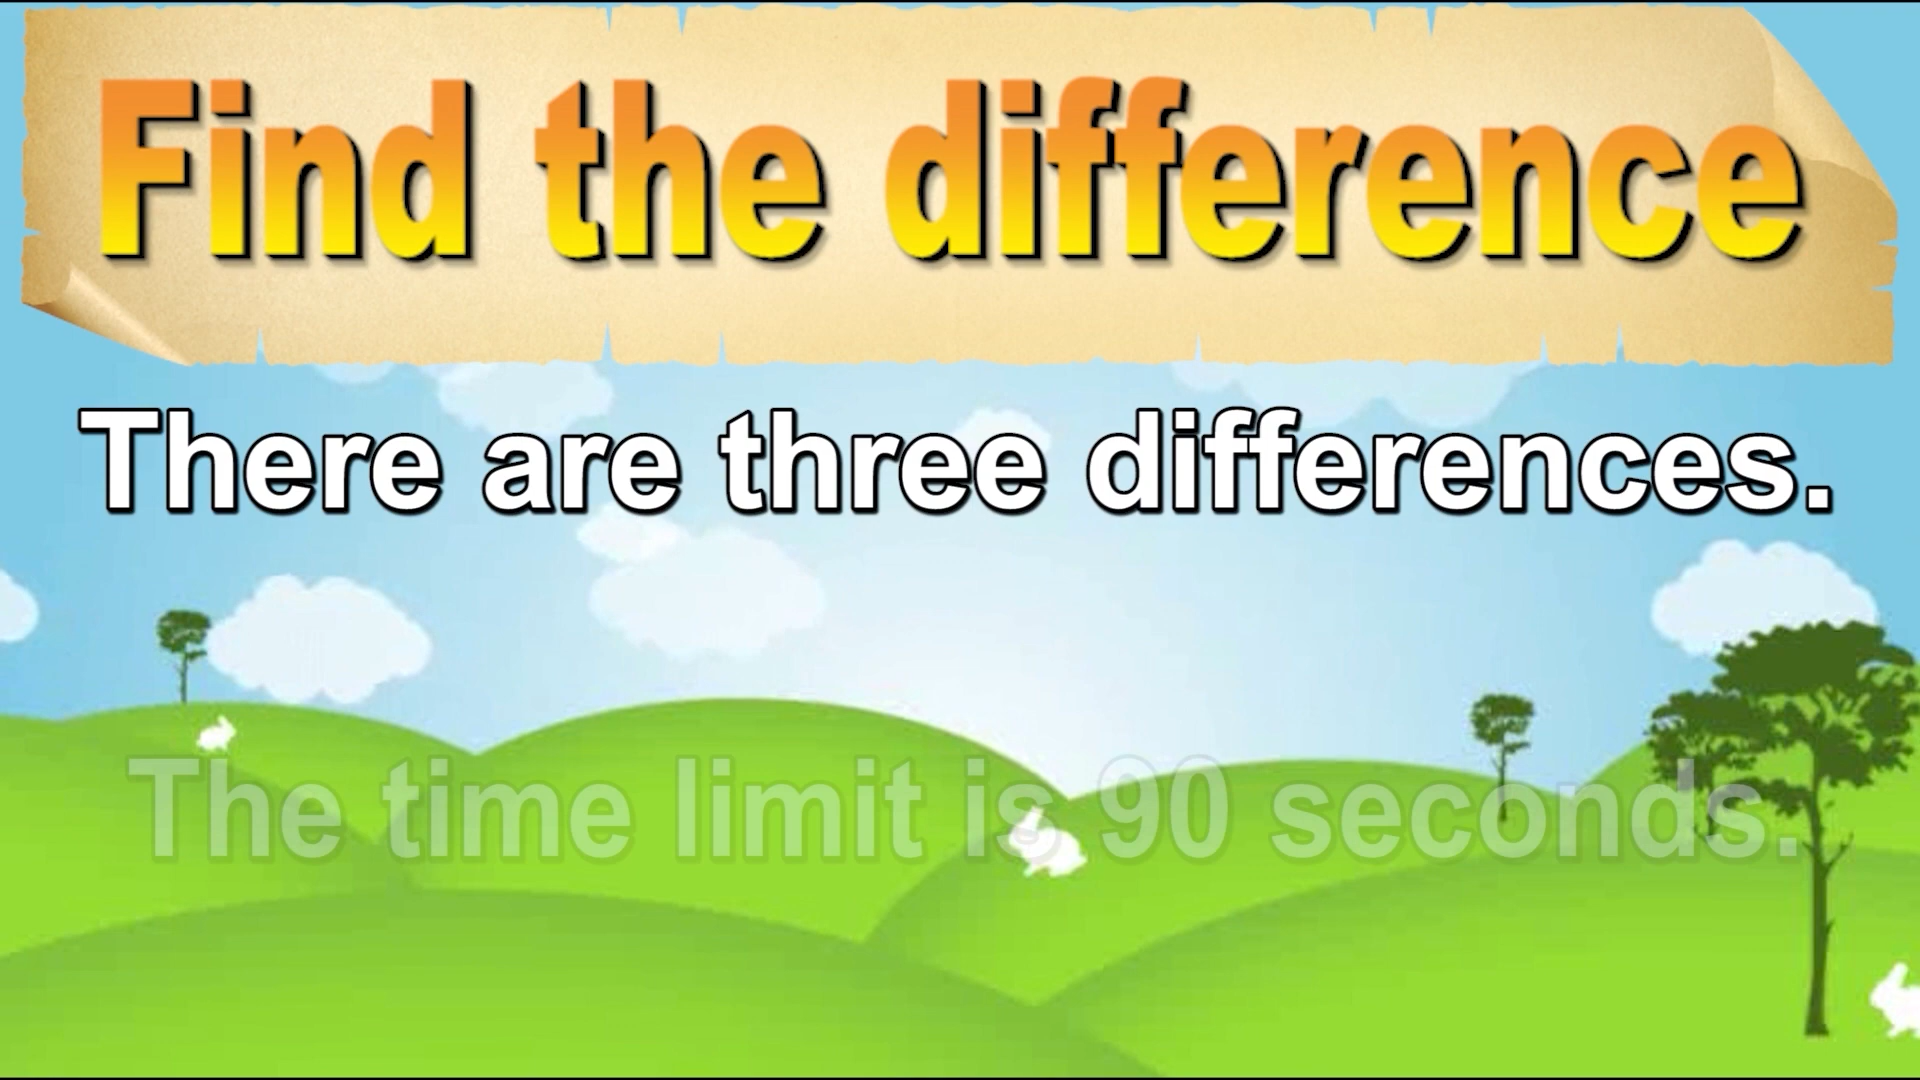 Find the difference
There are three differences.
The time limit is 90 seconds.